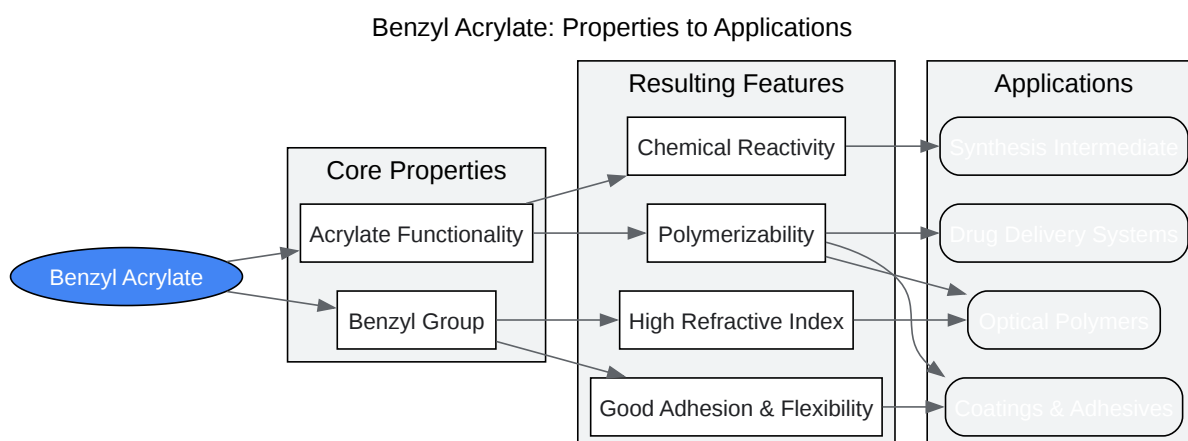 Benzyl Acrylate: Properties to Applications
Resulting Features
Applications
Chemical Reactivity
Synthesis Intermediate
Core Properties
Acrylate Functionality
Polymerizability
Drug Delivery Systems
Benzyl Acrylate
Benzyl Group
High Refractive Index
Optical Polymers
Good Adhesion & Flexibility
Coatings & Adhesives